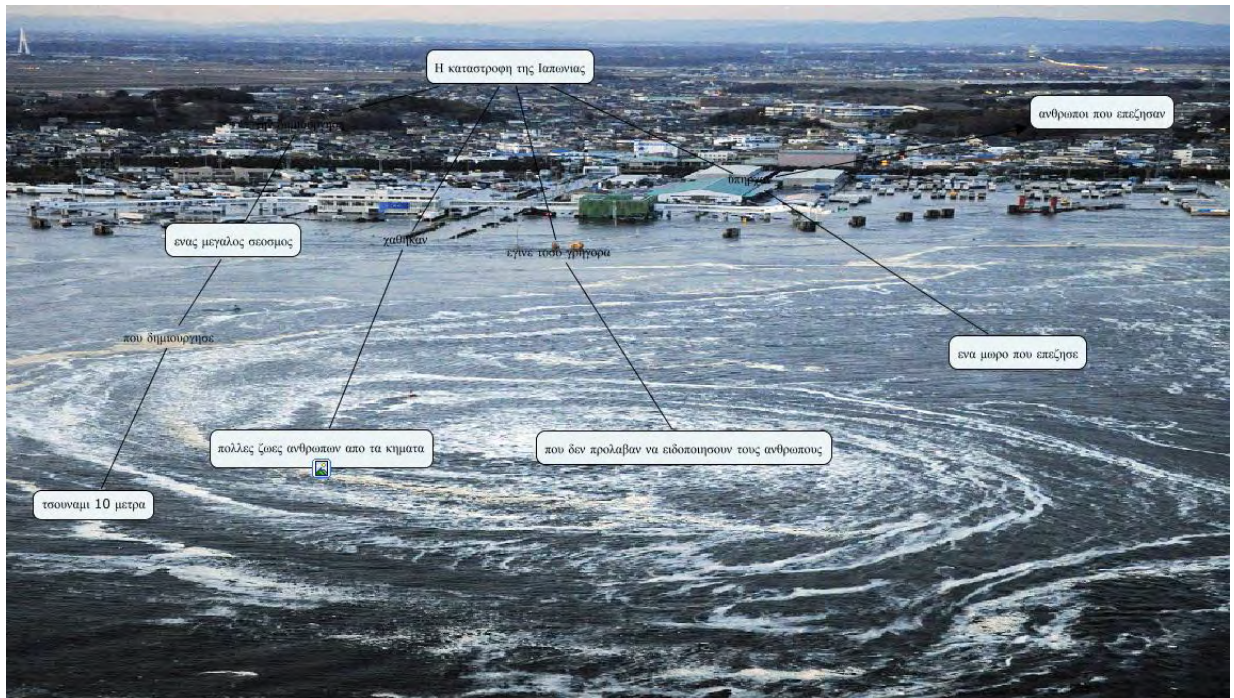 Η καταστροφη της Ιαπωνιας
ανθρωποι που επεζησαν
ενας μεγαλος σεοσμος
χαθηκαν
εγινε τοσο γρηγορα
που δημιουργησε
ενα μωρο που επεζησε
πολλες ζωες ανθρωπων απο τα κηματα
που δεν προλαβαν να ειδοποιησουν τους ανθρωπους
τσουναμι 10 μετρα